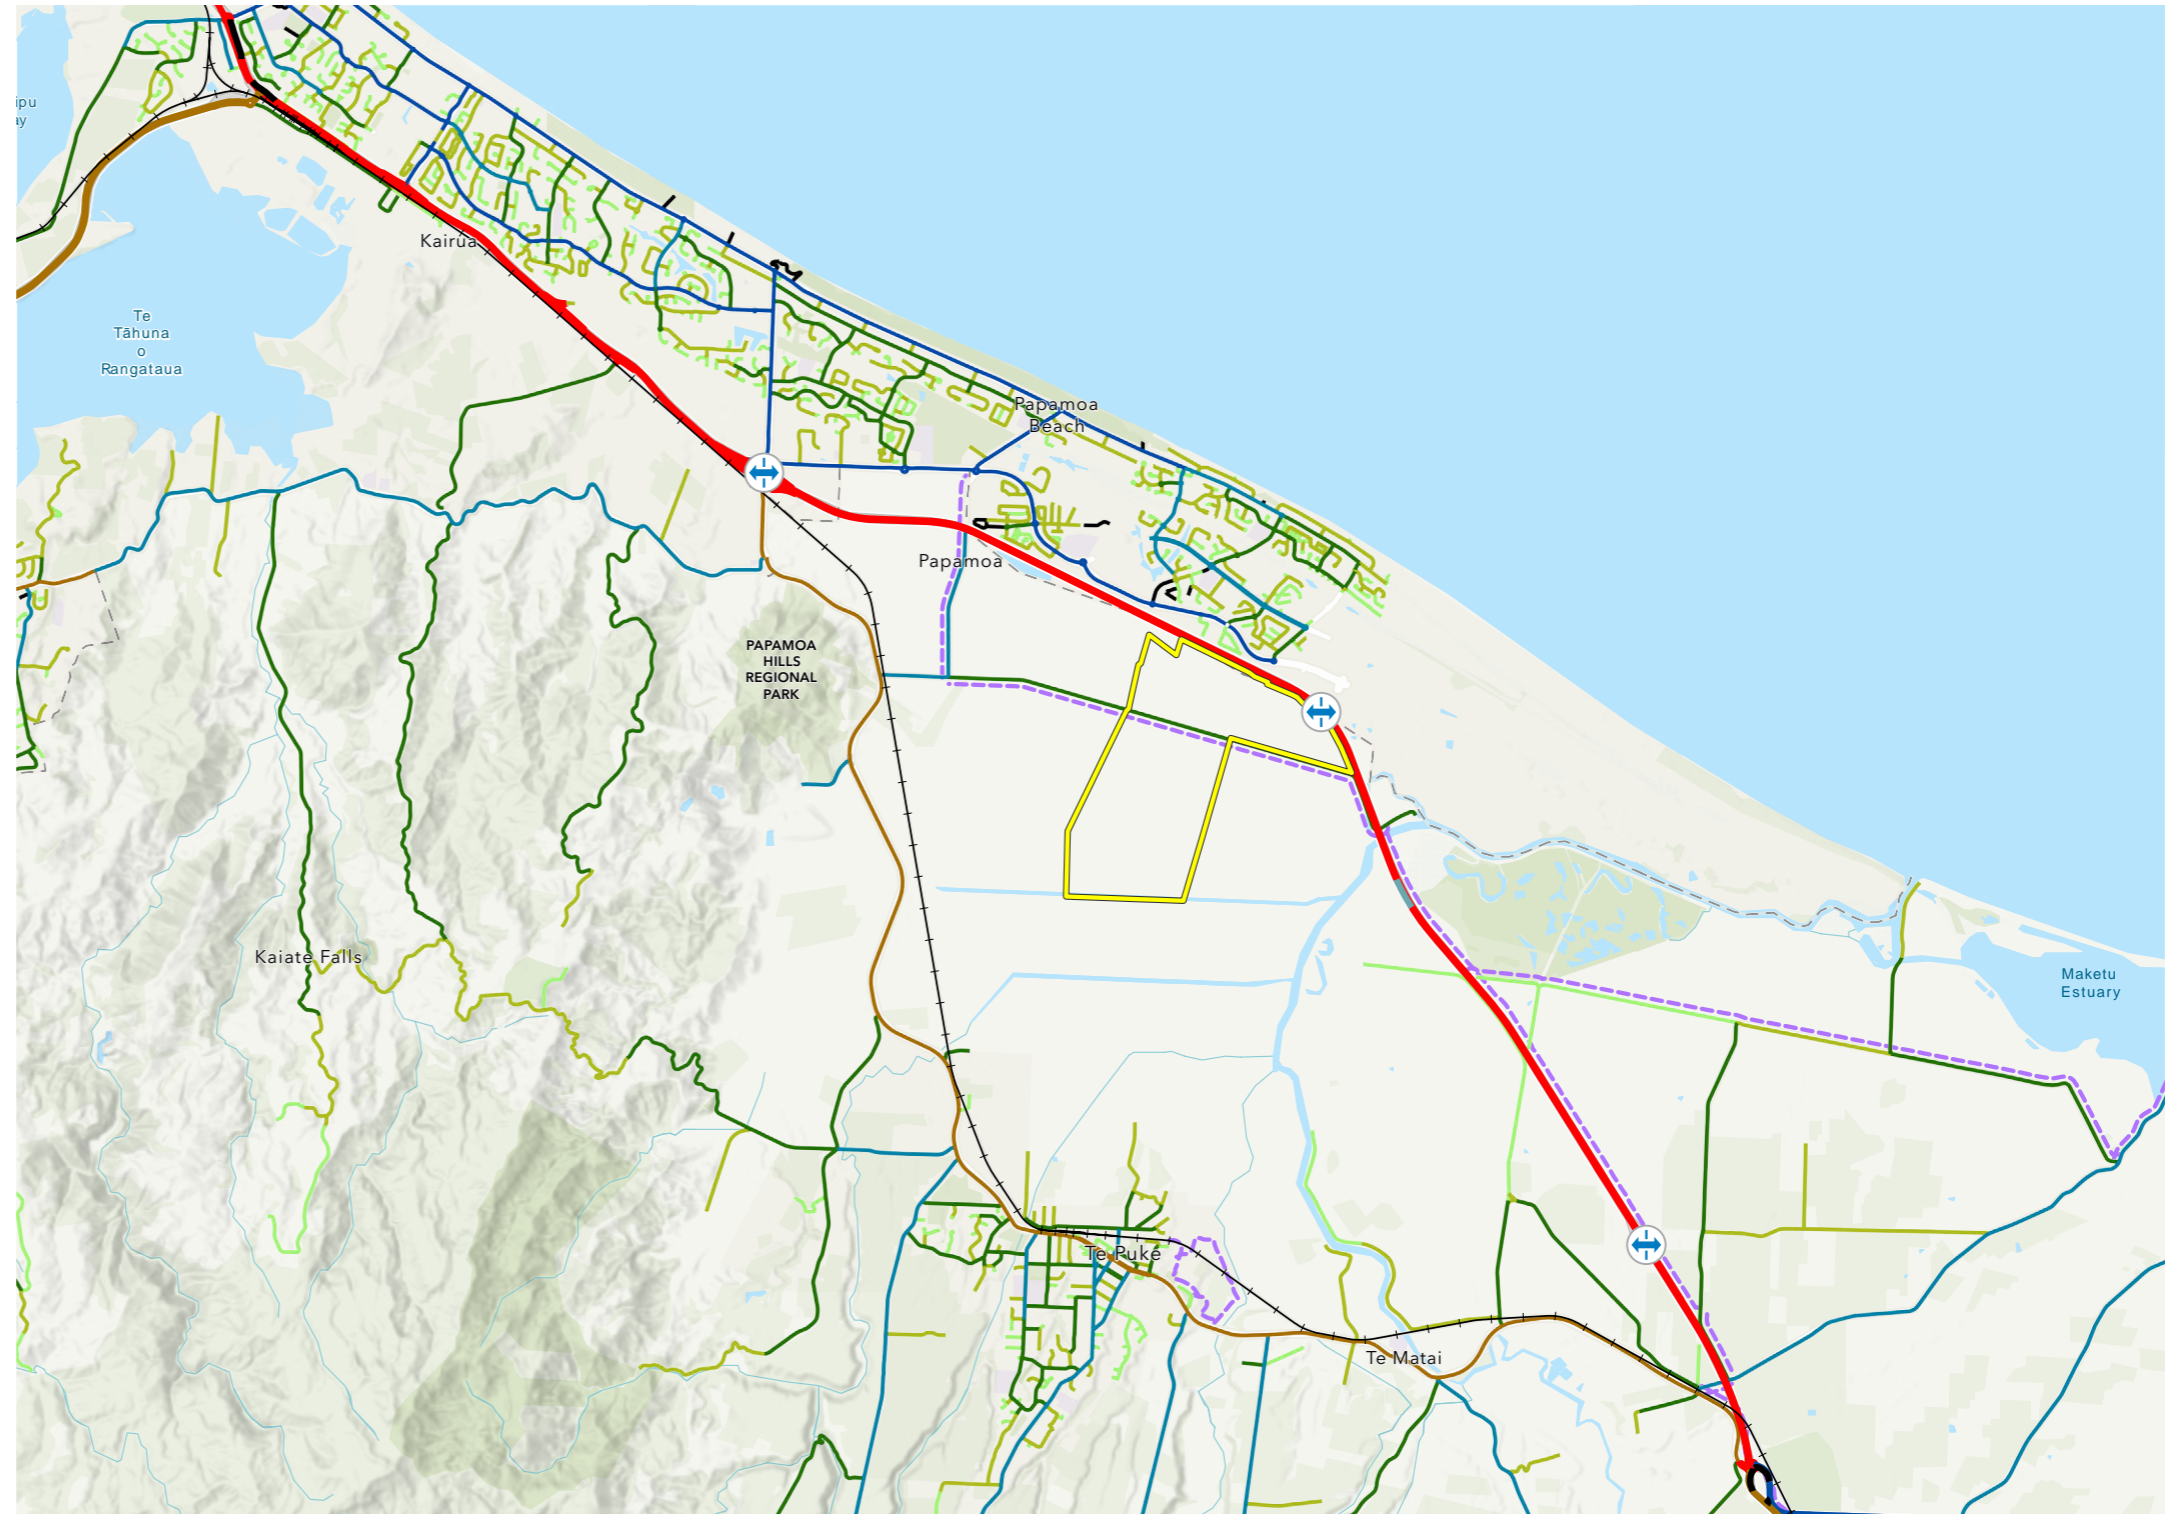 Kairua
Te
Tāhuna
o
Rangataua
Papamoa
Beach
Papamoa
PAPAMOA
HILLS
REGIONAL
PARK
Kaiate Falls
Maketu
Estuary
Te Puke
Te Matai